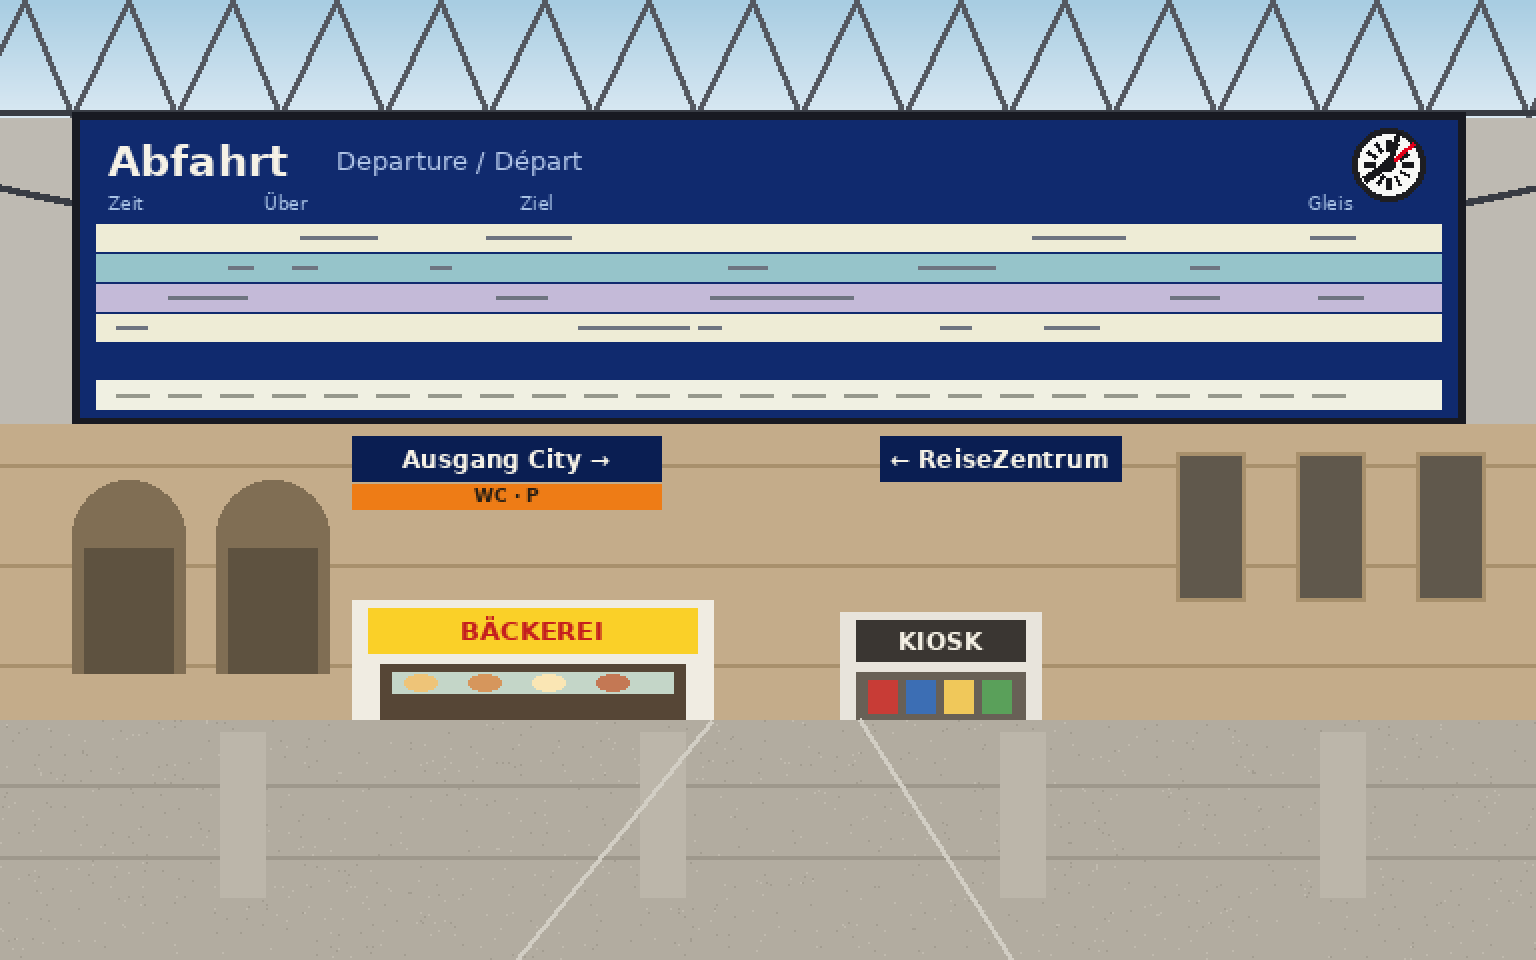 Abfahrt Departure / Départ
Zeit Über Ziel Gleis
Ausgang City →
WC · P
← ReiseZentrum
BÄCKEREI
KIOSK